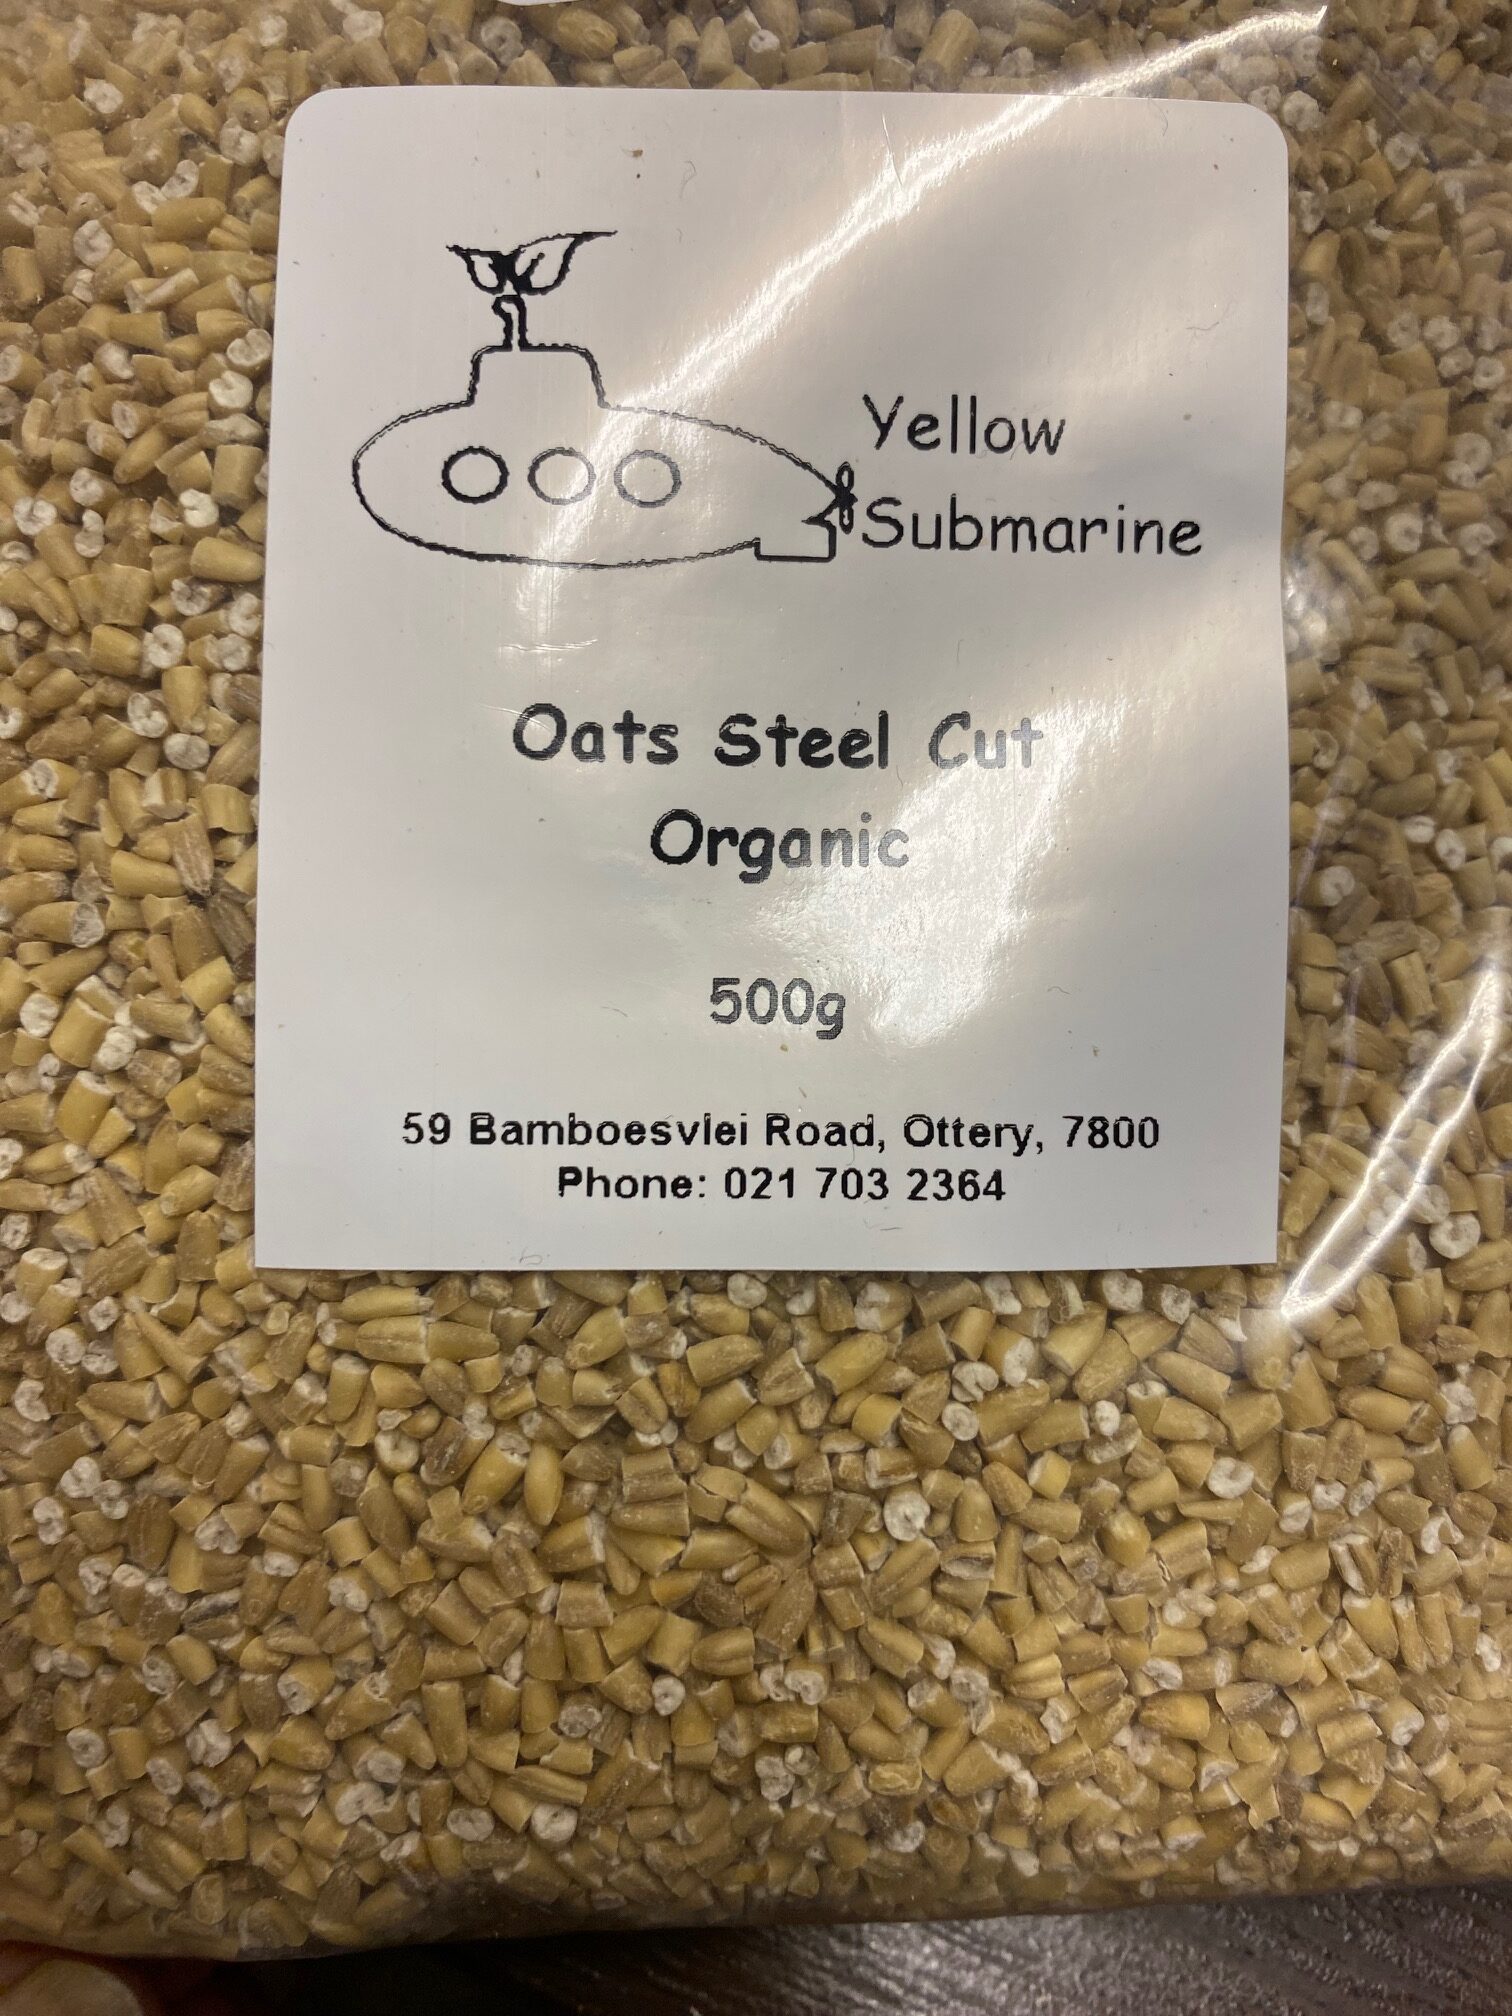 Yellow
Submarine
Oats Steel Cut
Organic
500g
59 Bamboesvlei Road, Ottery, 7800
Phone: 021 703 2364